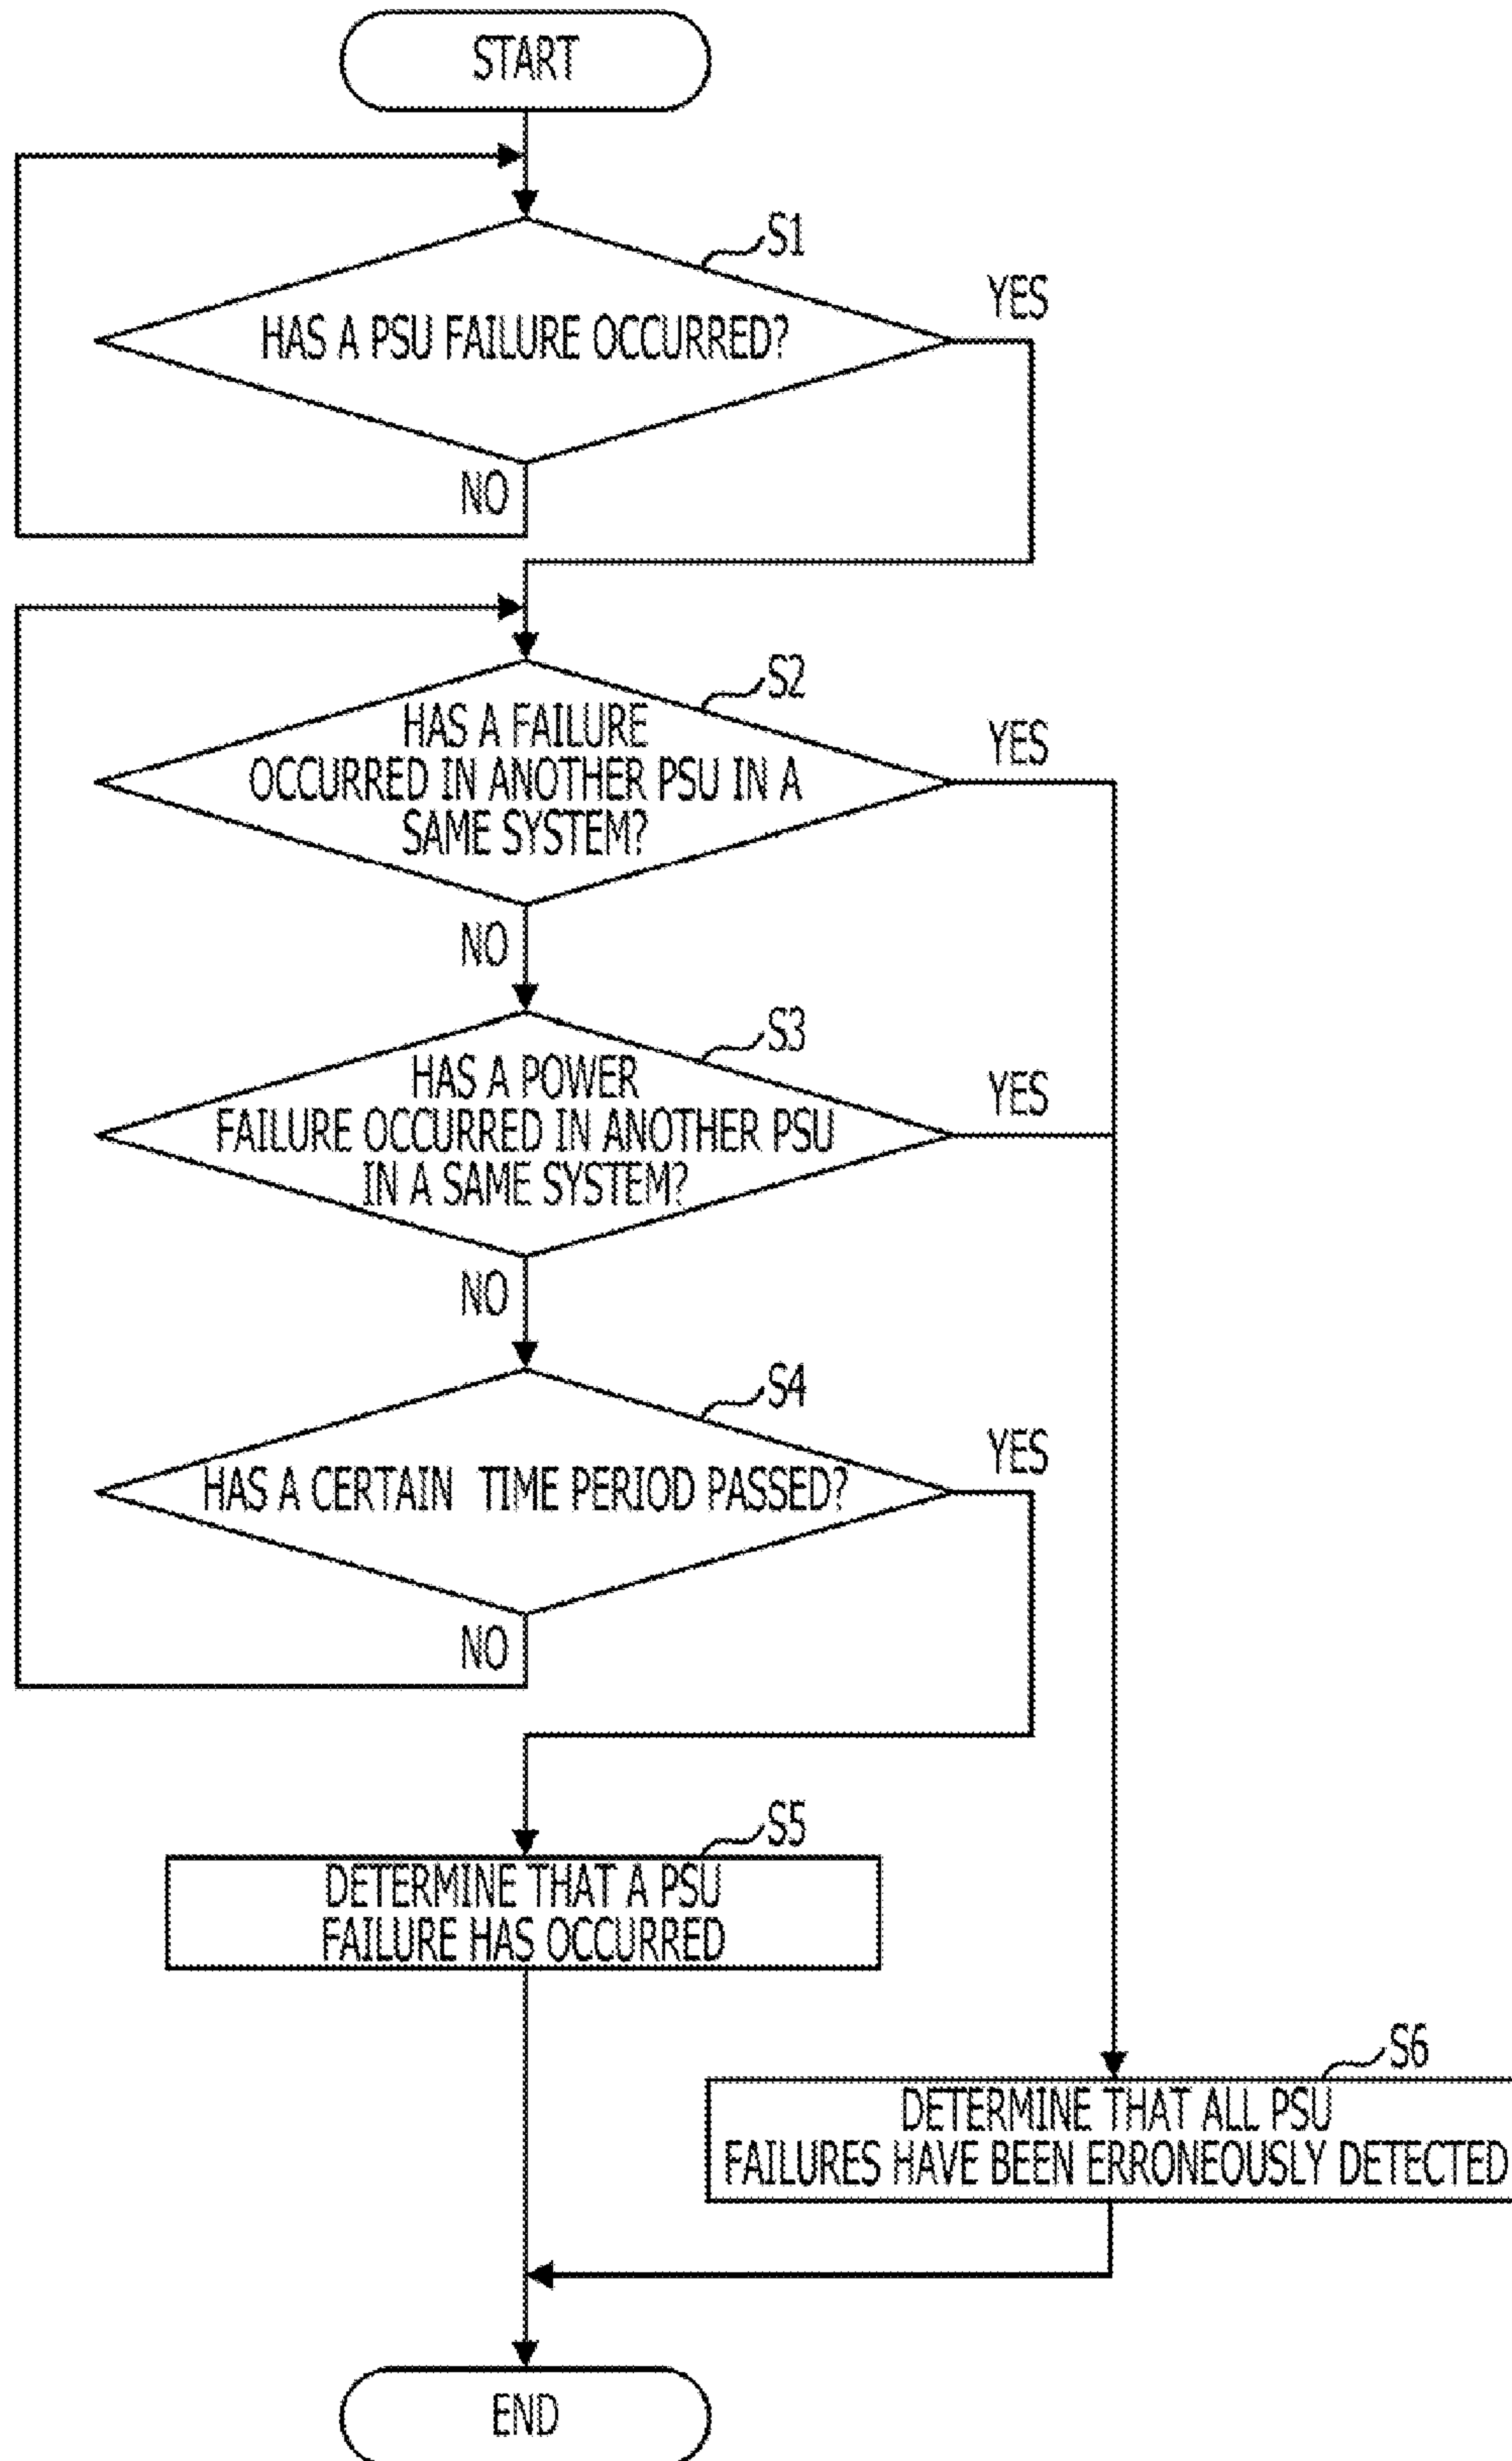 START
S1
HAS A PSU FAILURE OCCURRED?
YES
NO
S2
HAS A FAILURE
OCCURRED IN ANOTHER PSU IN A
SAME SYSTEM?
YES
NO
S3
HAS A POWER
FAILURE OCCURRED IN ANOTHER PSU
IN A SAME SYSTEM?
YES
NO
S4
HAS A CERTAIN TIME PERIOD PASSED?
YES
NO
S5
DETERMINE THAT A PSU
FAILURE HAS OCCURRED
S6
DETERMINE THAT ALL PSU
FAILURES HAVE BEEN ERRONEOUSLY DETECTED
END